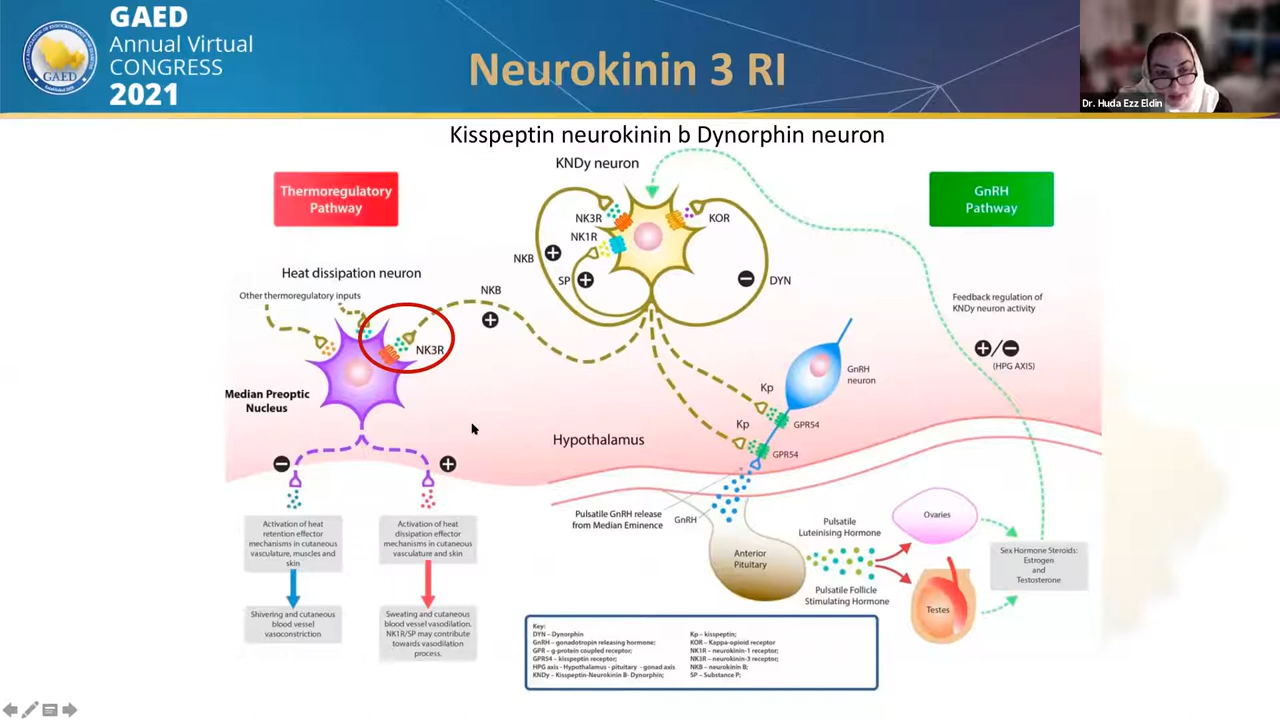 GAED
Annual Virtual
CONGRESS
2021
GAED
Neurokinin 3 RI
Dr. Huda Ezz Eldin
Kisspeptin neurokinin b Dynorphin neuron
KNDy neuron
Thermoregulatory
Pathway
GnRH
Pathway
NK3R
KOR
NK1R
NKB
SP
DYN
Heat dissipation neuron
Other thermoregulatory inputs
NKB
NK3R
Feedback regulation of
KNDy neuron activity
+/−
(HPG AXIS)
Median Preoptic
Nucleus
GnRH
neuron
Kp
GPR54
Kp
GPR54
Hypothalamus
Pulsatile GnRH release
from Median Eminence
GnRH
Anterior
Pituitary
Pulsatile
Luteinising Hormone
Pulsatile Follicle
Stimulating Hormone
Ovaries
Testes
Sex Hormone Steroids:
Estrogen
and
Testosterone
Activation of heat
retention effector
mechanisms in cutaneous
vasculature, muscles and
skin
Activation of heat
dissipation effector
mechanisms in cutaneous
vasculature and skin
Shivering and cutaneous
blood vessel
vasoconstriction
Sweating and cutaneous
blood vessel vasodilation.
NK1R/SP may contribute
towards vasodilation
process.
Key:
DYN – Dynorphin
GnRH – gonadotropin releasing hormone;
GPR – g-protein coupled receptor;
GPR54 – kisspeptin receptor;
HPG axis - Hypothalamus - pituitary - gonad axis
KNDy – Kisspeptin-Neurokinin B- Dynorphin;
Kp – kisspeptin;
KOR – Kappa-opioid receptor
NK1R – neurokinin-1 receptor;
NK3R – neurokinin-3 receptor;
NKB – neurokinin B;
SP – Substance P;